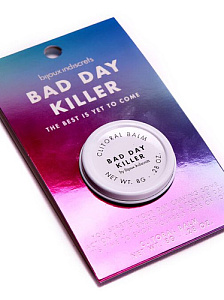 bijoux indiscrets
BAD DAY
KILLER
THE BEST IS YET TO COME
CLITORAL BALM
BAD DAY
KILLER
by bijoux indiscrets
NET WT. 8G · .28 OZ.